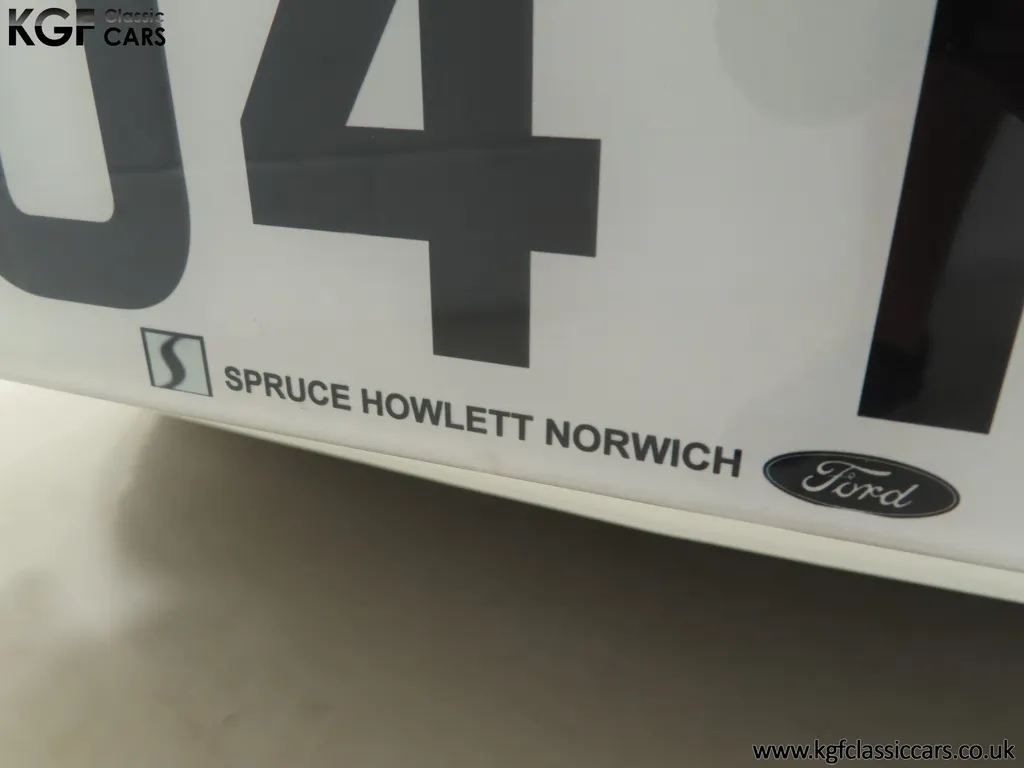 KGF Classic CARS
04
S SPRUCE HOWLETT NORWICH Ford
www.kgfclassiccars.co.uk